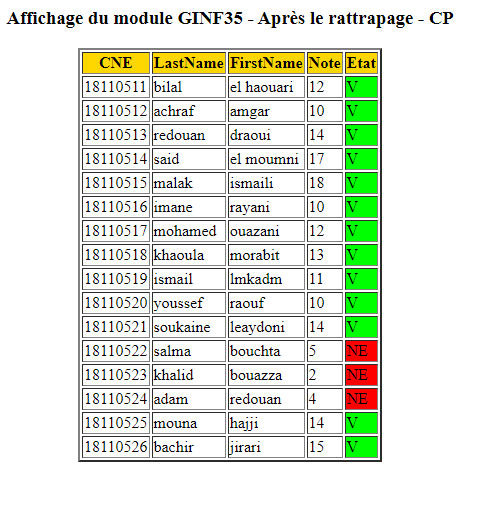 Affichage du module GINF35 - Après le rattrapage - CP
CNE LastName FirstName Note Etat
18110511 bilal el haouari 12 V
18110512 achraf amgar 10 V
18110513 redouan draoui 14 V
18110514 said el moumni 17 V
18110515 malak ismaili 18 V
18110516 imane rayani 10 V
18110517 mohamed ouazani 12 V
18110518 khaoula morabit 13 V
18110519 ismail lmkadm 11 V
18110520 youssef raouf 10 V
18110521 soukaine leaydoni 14 V
18110522 salma bouchta 5 NE
18110523 khalid bouazza 2 NE
18110524 adam redouan 4 NE
18110525 mouna hajji 14 V
18110526 bachir jirari 15 V